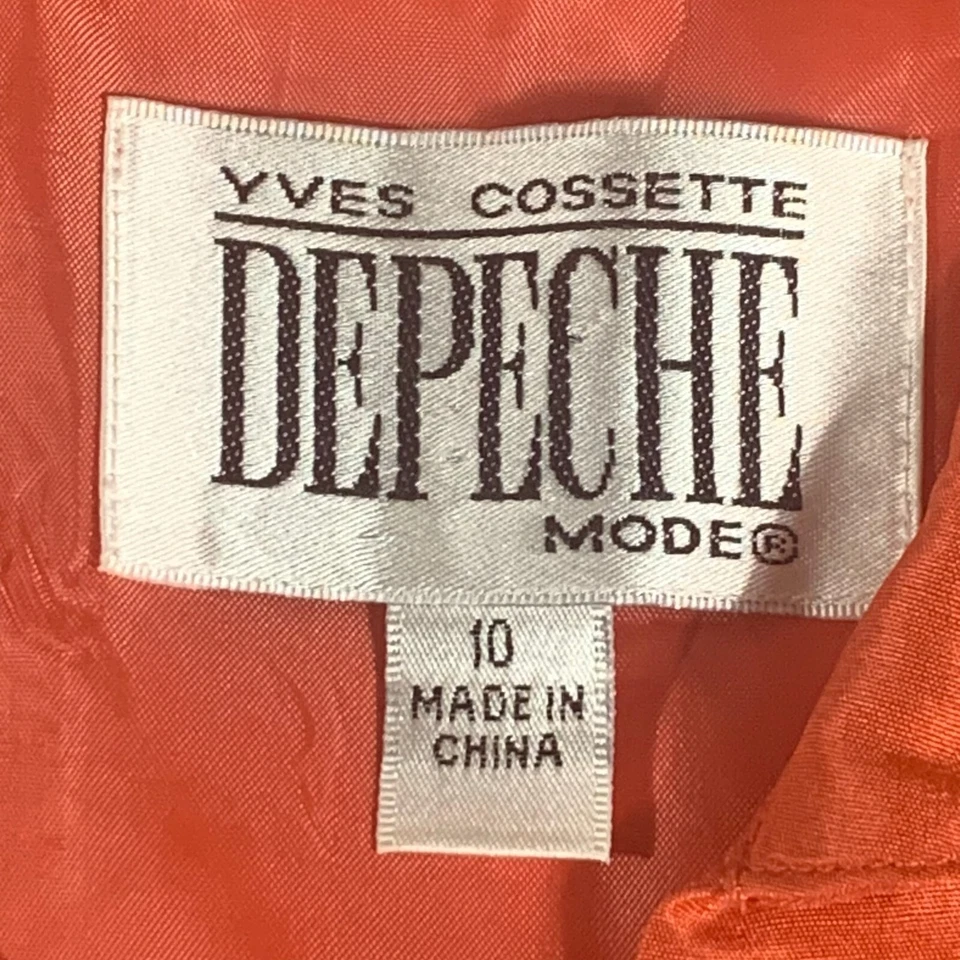 YVES COSSETTE
DEPECHE
MODE®
10
MADE IN
CHINA